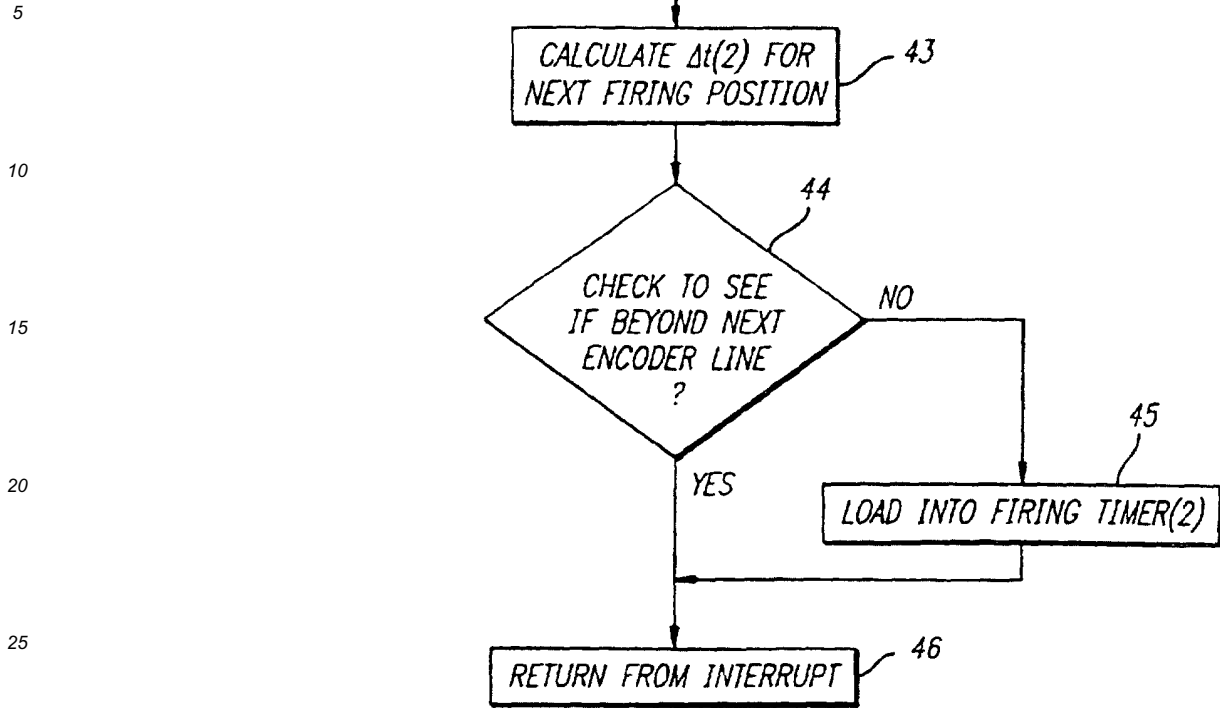 5
CALCULATE Δt(2) FOR
NEXT FIRING POSITION
43
10
44
CHECK TO SEE
IF BEYOND NEXT
ENCODER LINE
?
NO
15
45
YES
20
LOAD INTO FIRING TIMER(2)
25
46
RETURN FROM INTERRUPT